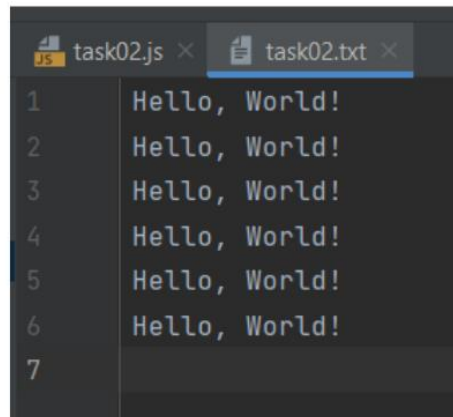 task02.js task02.txt
1 Hello, World!
2 Hello, World!
3 Hello, World!
4 Hello, World!
5 Hello, World!
6 Hello, World!
7